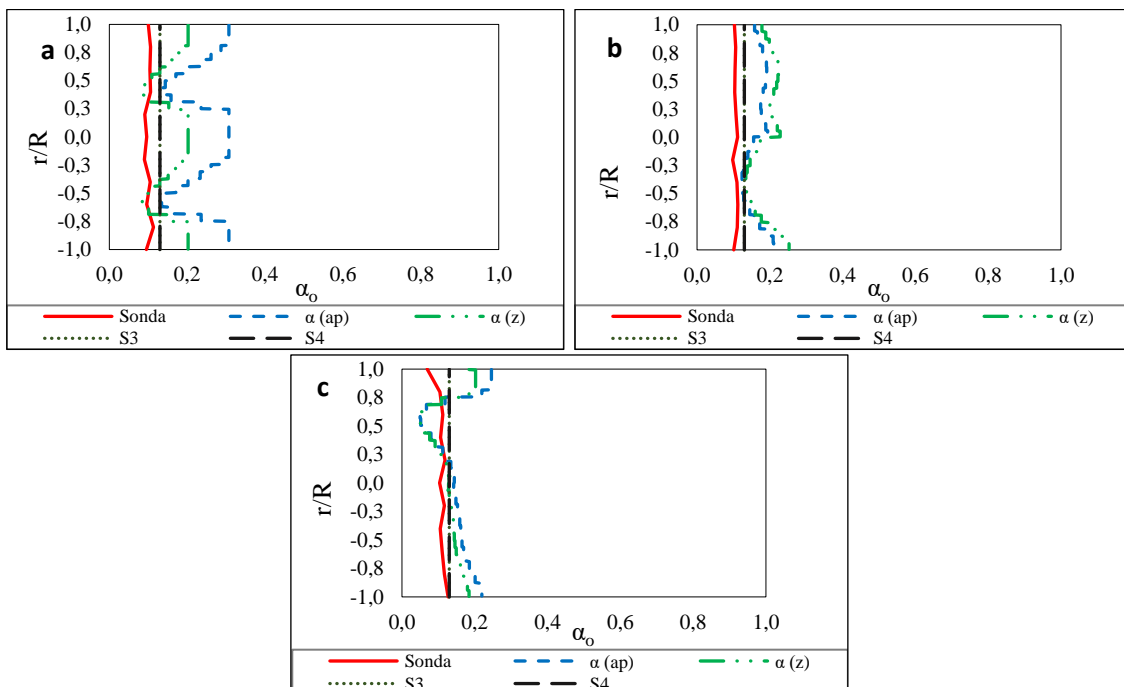 a
1,0
0,8
0,5
0,3
0,0
-0,3
-0,5
-0,8
-1,0
r/R
0,0 0,2 0,4 0,6 0,8 1,0
αo
Sonda α (ap) α (z)
S3 S4
b
1,0
0,8
0,5
0,3
0,0
-0,3
-0,5
-0,8
-1,0
r/R
0,0 0,2 0,4 0,6 0,8 1,0
αo
Sonda α (ap) α (z)
S3 S4
c
1,0
0,8
0,5
0,3
0,0
-0,3
-0,5
-0,8
-1,0
r/R
0,0 0,2 0,4 0,6 0,8 1,0
αo
Sonda α (ap) α (z)
S3 S4